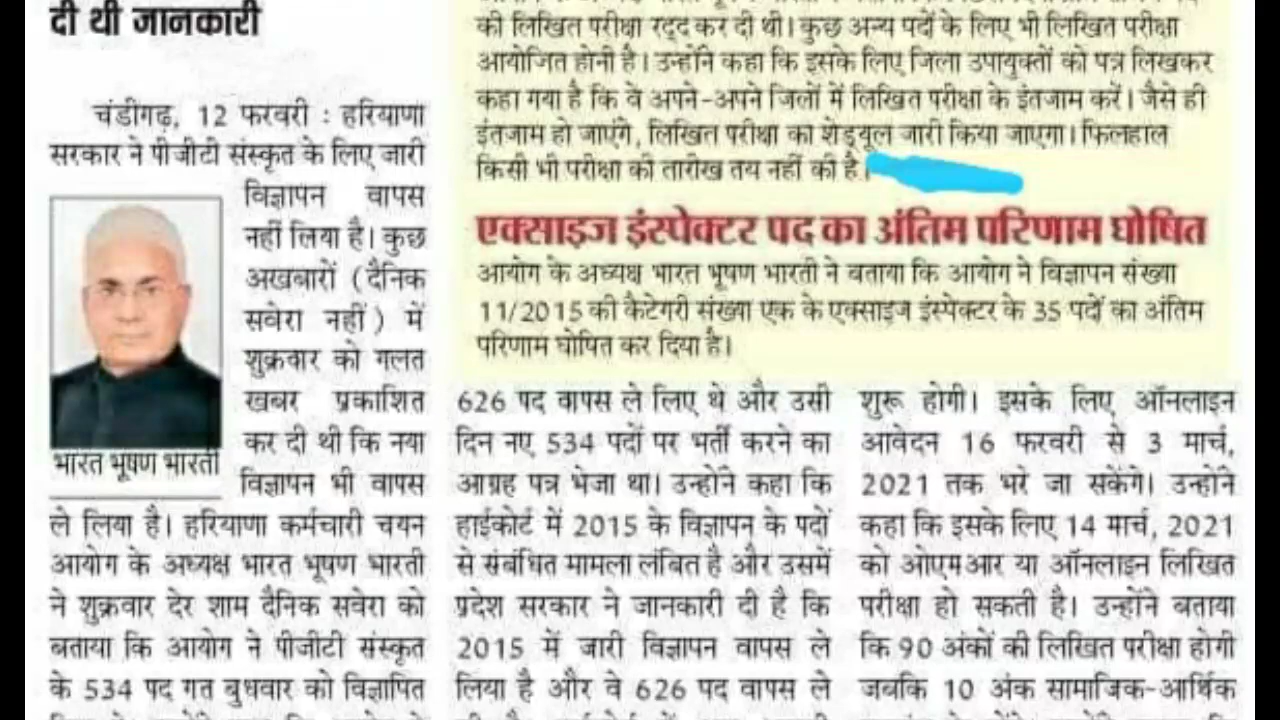 दी थी जानकारी
चंडीगढ़, 12 फरवरी : हरियाणा
सरकार ने पीजीटी संस्कृत के लिए जारी
विज्ञापन वापस
नहीं लिया है। कुछ
अखबारों (दैनिक
सवेरा नहीं) में
शुक्रवार को गलत
खबर प्रकाशित
कर दी थी कि नया
विज्ञापन भी वापस
भारत भूषण भारती
ले लिया है। हरियाणा कर्मचारी चयन
आयोग के अध्यक्ष भारत भूषण भारती
ने शुक्रवार देर शाम दैनिक सवेरा को
बताया कि आयोग ने पीजीटी संस्कृत
के 534 पद गत बुधवार को विज्ञापित
की लिखित परीक्षा रद्द कर दी थी। कुछ अन्य पदों के लिए भी लिखित परीक्षा
आयोजित होनी है। उन्होंने कहा कि इसके लिए जिला उपायुक्तों को पत्र लिखकर
कहा गया है कि वे अपने-अपने जिलों में लिखित परीक्षा के इंतजाम करें। जैसे ही
इंतजाम हो जाएंगे, लिखित परीक्षा का शेड्यूल जारी किया जाएगा। फिलहाल
किसी भी परीक्षा की तारीख तय नहीं की है।
एक्साइज इंस्पेक्टर पद का अंतिम परिणाम घोषित
आयोग के अध्यक्ष भारत भूषण भारती ने बताया कि आयोग ने विज्ञापन संख्या
11/2015 की कैटेगरी संख्या एक के एक्साइज इंस्पेक्टर के 35 पदों का अंतिम
परिणाम घोषित कर दिया है।
626 पद वापस ले लिए थे और उसी
दिन नए 534 पदों पर भर्ती करने का
आग्रह पत्र भेजा था। उन्होंने कहा कि
हाईकोर्ट में 2015 के विज्ञापन के पदों
से संबंधित मामला लंबित है और उसमें
प्रदेश सरकार ने जानकारी दी है कि
2015 में जारी विज्ञापन वापस ले
लिया है और वे 626 पद वापस ले
शुरू होगी। इसके लिए ऑनलाइन
आवेदन 16 फरवरी से 3 मार्च,
2021 तक भरे जा सकेंगे। उन्होंने
कहा कि इसके लिए 14 मार्च, 2021
को ओएमआर या ऑनलाइन लिखित
परीक्षा हो सकती है। उन्होंने बताया
कि 90 अंकों की लिखित परीक्षा होगी
जबकि 10 अंक सामाजिक-आर्थिक